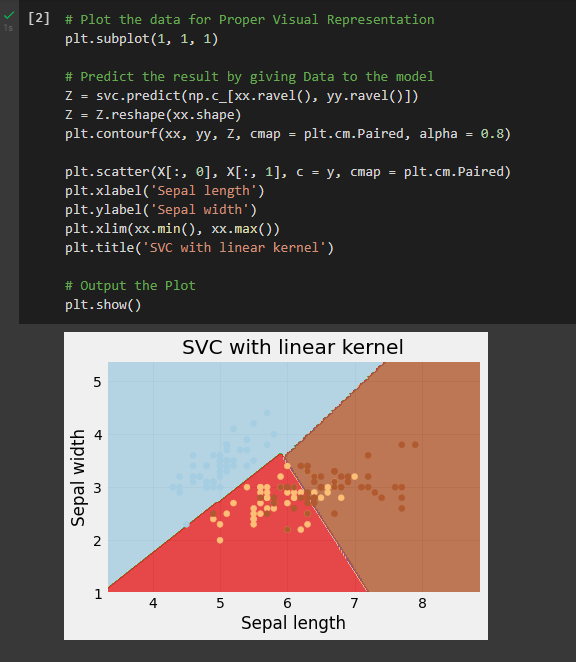 [2] # Plot the data for Proper Visual Representation
1s
plt.subplot(1, 1, 1)
# Predict the result by giving Data to the model
Z = svc.predict(np.c_[xx.ravel(), yy.ravel()])
Z = Z.reshape(xx.shape)
plt.contourf(xx, yy, Z, cmap = plt.cm.Paired, alpha = 0.8)
plt.scatter(X[:, 0], X[:, 1], c = y, cmap = plt.cm.Paired)
plt.xlabel('Sepal length')
plt.ylabel('Sepal width')
plt.xlim(xx.min(), xx.max())
plt.title('SVC with linear kernel')
# Output the Plot
plt.show()
SVC with linear kernel
Sepal width
5
4
3
2
1
4 5 6 7 8
Sepal length